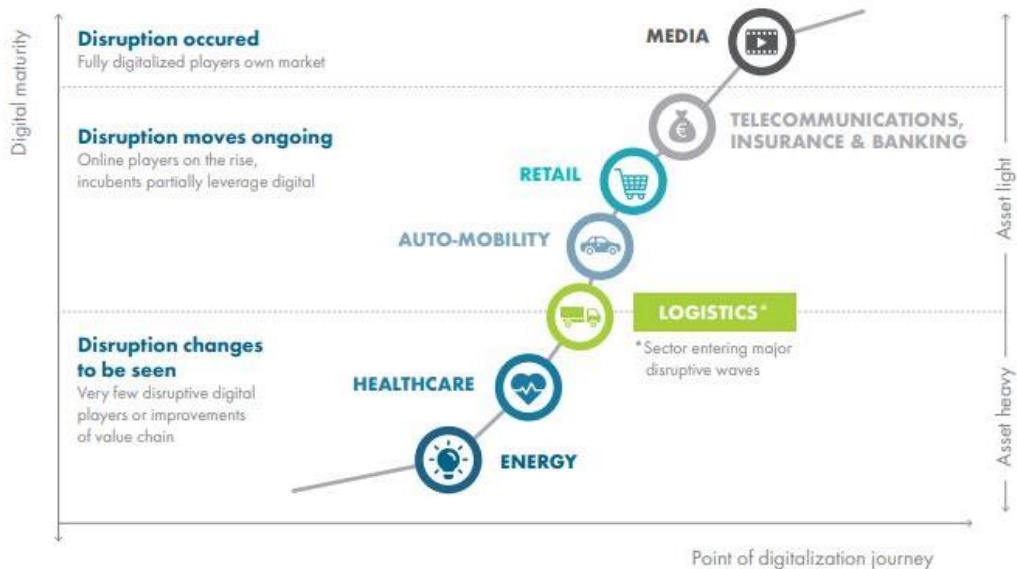 Digital maturity
Disruption occured
Fully digitalized players own market
MEDIA
Disruption moves ongoing
Online players on the rise,
incubents partially leverage digital
TELECOMMUNICATIONS,
INSURANCE & BANKING
RETAIL
AUTO-MOBILITY
Asset light
LOGISTICS*
*Sector entering major
disruptive waves
Disruption changes
to be seen
Very few disruptive digital
players or improvements
of value chain
HEALTHCARE
ENERGY
Asset heavy
Point of digitalization journey
€